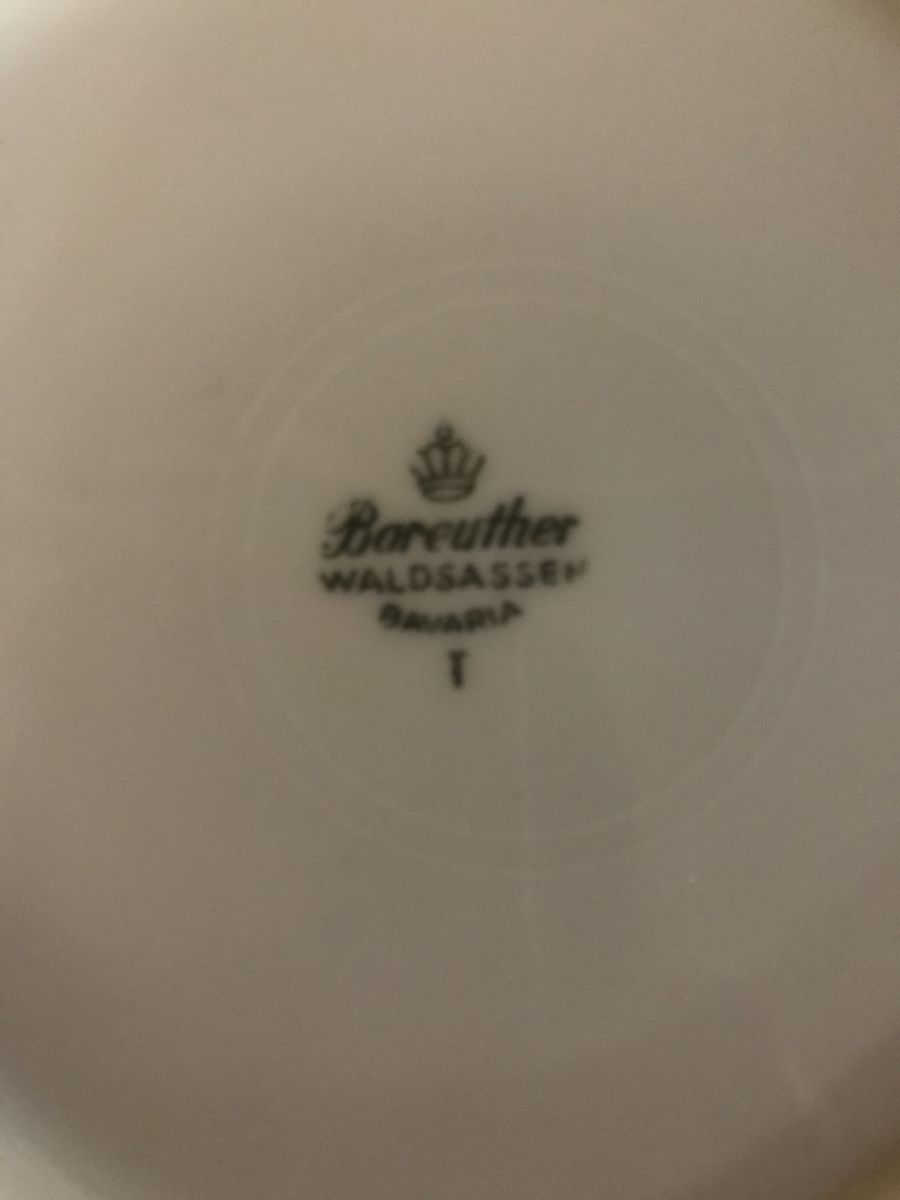 Bareuther
WALDSASSEN
BAVARIA
T